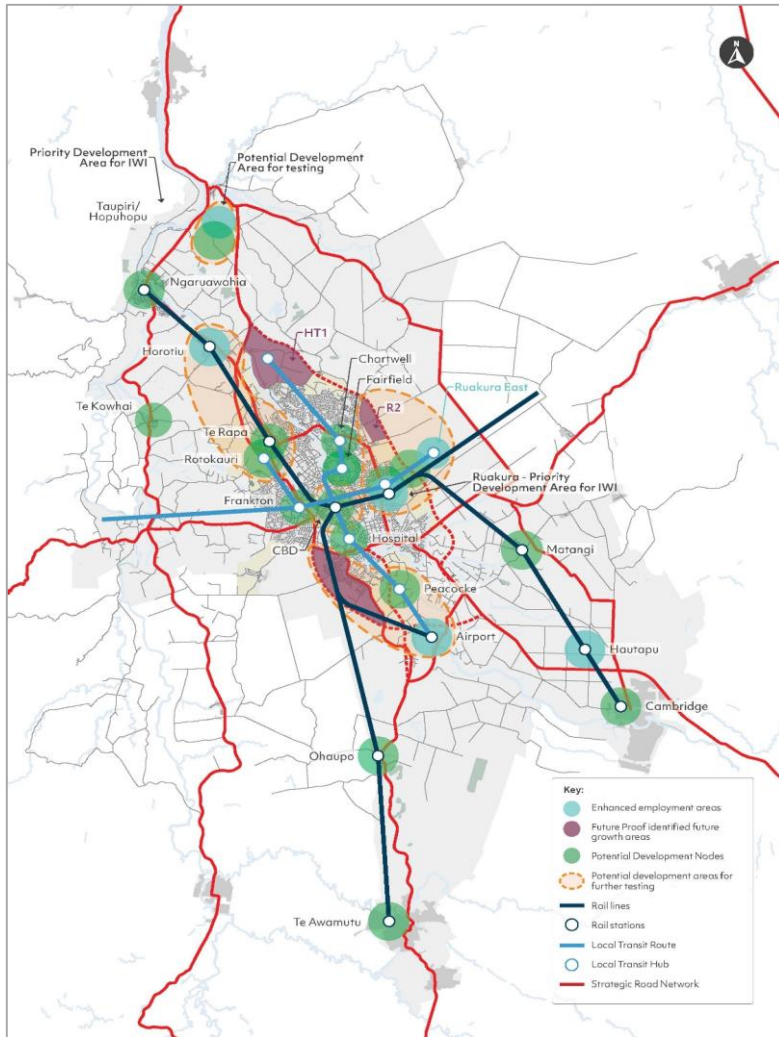 N
Priority Development
Area for IWI
Potential Development
Area for testing
Taupiri/
Hopuhopu
Ngaruawahia
HT1
Horotiu
Chartwell
Fairfield
Ruakura East
R2
Te Kowhai
Te Rapa
Rotokauri
Ruakura - Priority
Development Area for IWI
Frankton
CBD
Hospital
Matangi
Peacocke
Airport
Hautapu
Cambridge
Ohaupo
Te Awamutu
Key:
Enhanced employment areas
Future Proof identified future
growth areas
Potential Development Nodes
Potential development areas for
further testing
Rail lines
Rail stations
Local Transit Route
Local Transit Hub
Strategic Road Network